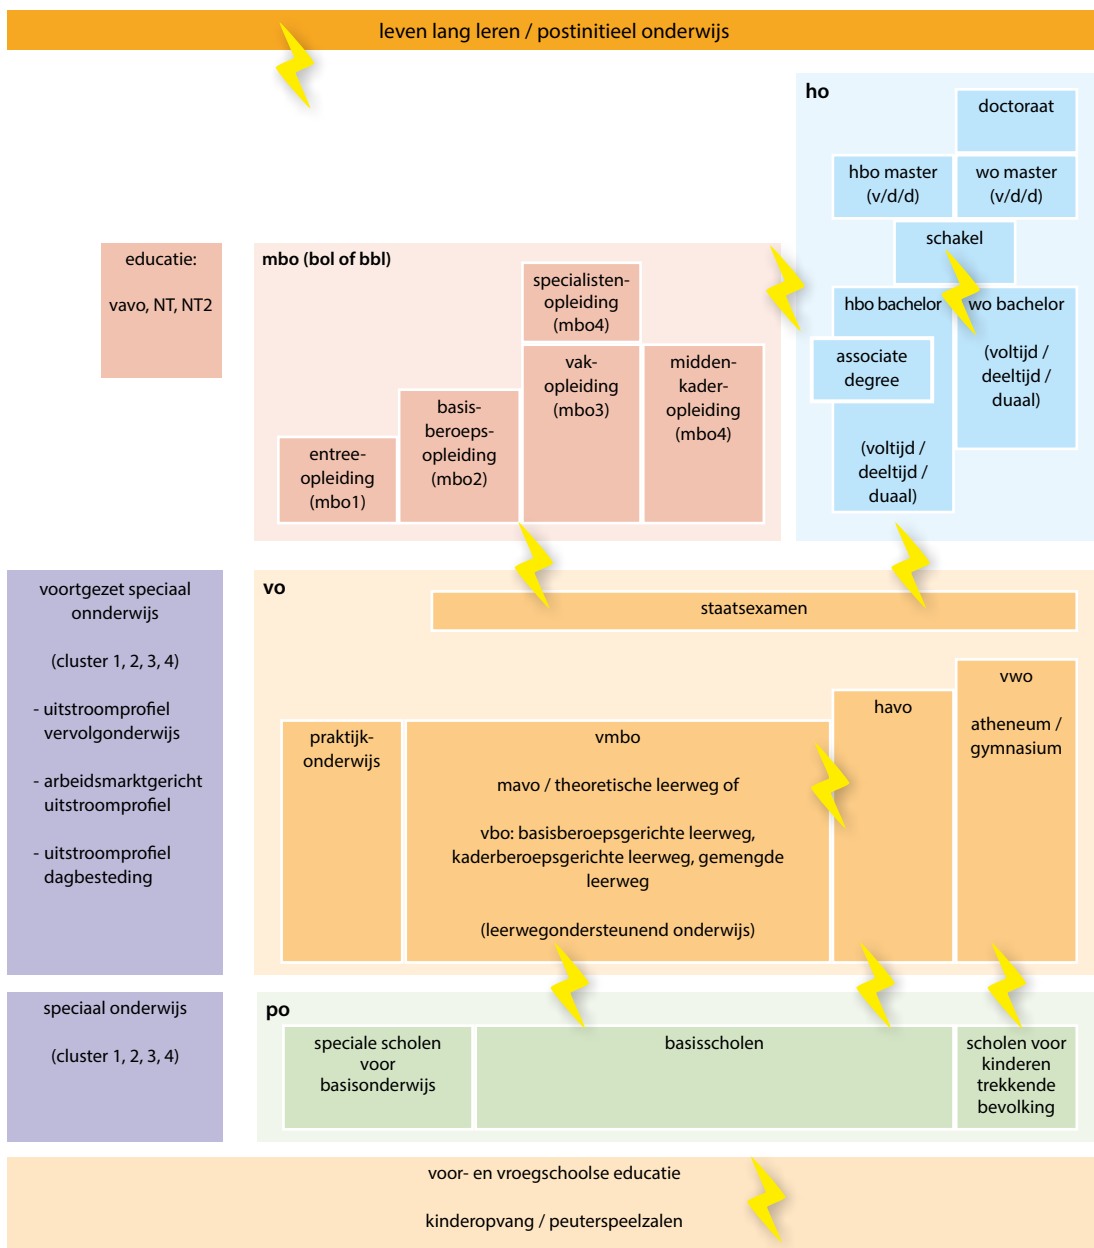 leven lang leren / postinitieel onderwijs
ho
doctoraat
hbo master
(v/d/d)
wo master
(v/d/d)
schakel
hbo bachelor
associate
degree
(voltijd /
deeltijd /
duaal)
wo bachelor
(voltijd /
deeltijd /
duaal)
educatie:
vavo, NT, NT2
mbo (bol of bbl)
specialisten-
opleiding
(mbo4)
vak-
opleiding
(mbo3)
midden-
kader-
opleiding
(mbo4)
basis-
beroeps-
opleiding
(mbo2)
entree-
opleiding
(mbo1)
voortgezet speciaal
onnderwijs
(cluster 1, 2, 3, 4)
- uitstroomprofiel
vervolgonderwijs
- arbeidsmarktgericht
uitstroomprofiel
- uitstroomprofiel
dagbesteding
vo
staatsexamen
praktijk-
onderwijs
vmbo
mavo / theoretische leerweg of
vbo: basisberoepsgerichte leerweg,
kaderberoepsgerichte leerweg, gemengde
leerweg
(leerwegondersteunend onderwijs)
havo
vwo
atheneum /
gymnasium
speciaal onderwijs
(cluster 1, 2, 3, 4)
po
speciale scholen
voor
basisonderwijs
basisscholen
scholen voor
kinderen
trekkende
bevolking
voor- en vroegschoolse educatie
kinderopvang / peuterspeelzalen